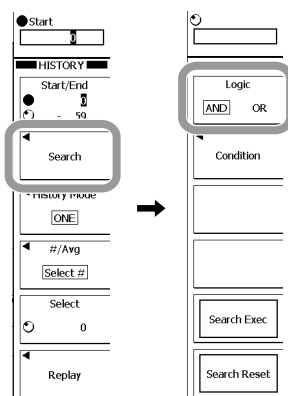 Start
0
HISTORY
Start/End
0
- 59
Search
History Mode
ONE
#/Avg
Select #
Select
0
Replay
Logic
AND OR
Condition
Search Exec
Search Reset